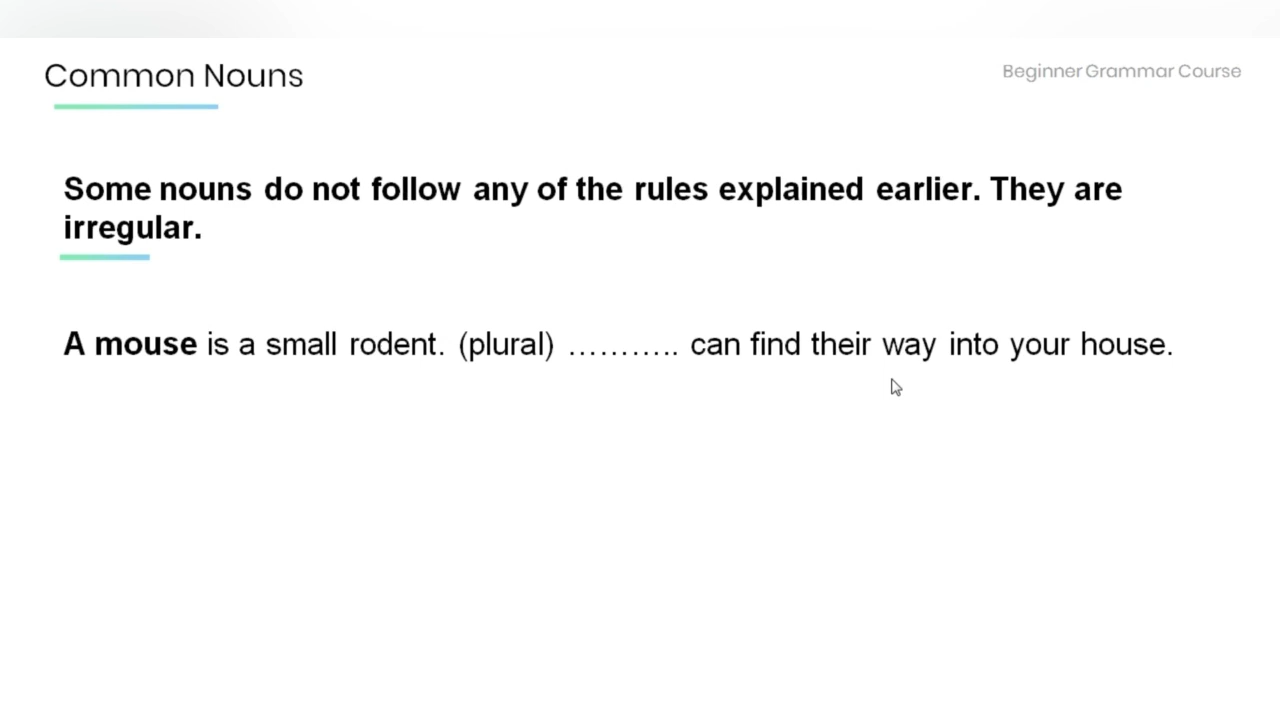 Common Nouns
Beginner Grammar Course
Some nouns do not follow any of the rules explained earlier. They are
irregular.
A mouse is a small rodent. (plural) ……….. can find their way into your house.